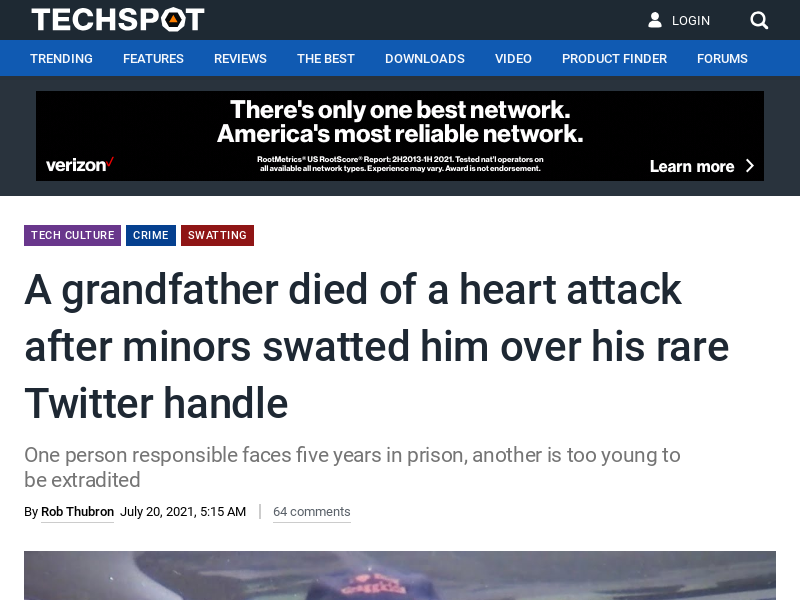 TECHSPOT
LOGIN
TRENDING FEATURES REVIEWS THE BEST DOWNLOADS VIDEO PRODUCT FINDER FORUMS
There's only one best network.
America's most reliable network.
verizon
RootMetrics® US RootScore® Report: 2H2013-1H 2021. Tested nat'l operators on
all available all network types. Experience may vary. Award is not endorsement.
Learn more
TECH CULTURE CRIME SWATTING
A grandfather died of a heart attack
after minors swatted him over his rare
Twitter handle
One person responsible faces five years in prison, another is too young to
be extradited
By Rob Thubron July 20, 2021, 5:15 AM 64 comments